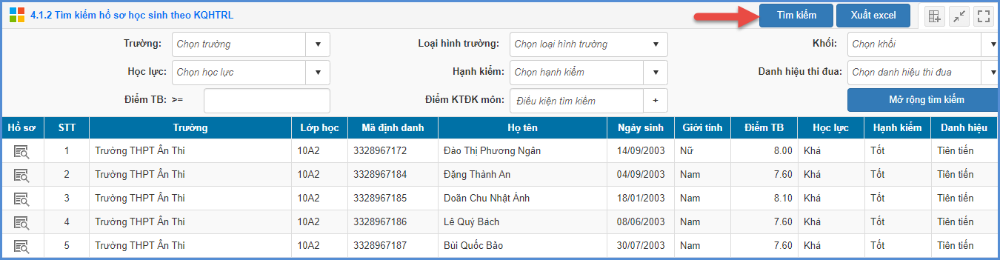 4.1.2 Tìm kiếm hồ sơ học sinh theo KQHTRL Tìm kiếm Xuất excel
Trường: Chọn trường Loại hình trường: Chọn loại hình trường Khối: Chọn khối
Học lực: Chọn học lực Hạnh kiểm: Chọn hạnh kiểm Danh hiệu thi đua: Chọn danh hiệu thi đua
Điểm TB: >= Điểm KTĐK môn: Điều kiện tìm kiếm + Mở rộng tìm kiếm
Hồ sơ STT Trường Lớp học Mã định danh Họ tên Ngày sinh Giới tính Điểm TB Học lực Hạnh kiểm Danh hiệu
1 Trường THPT Ân Thi 10A2 3328967172 Đào Thị Phương Ngân 14/09/2003 Nữ 8.00 Khá Tốt Tiên tiến
2 Trường THPT Ân Thi 10A2 3328967184 Đặng Thành An 04/09/2003 Nam 7.60 Khá Tốt Tiên tiến
3 Trường THPT Ân Thi 10A2 3328967185 Doãn Chu Nhật Ánh 18/01/2003 Nam 8.10 Khá Tốt Tiên tiến
4 Trường THPT Ân Thi 10A2 3328967186 Lê Quý Bách 08/06/2003 Nam 7.60 Khá Tốt Tiên tiến
5 Trường THPT Ân Thi 10A2 3328967187 Bùi Quốc Bảo 30/07/2003 Nam 7.60 Khá Tốt Tiên tiến